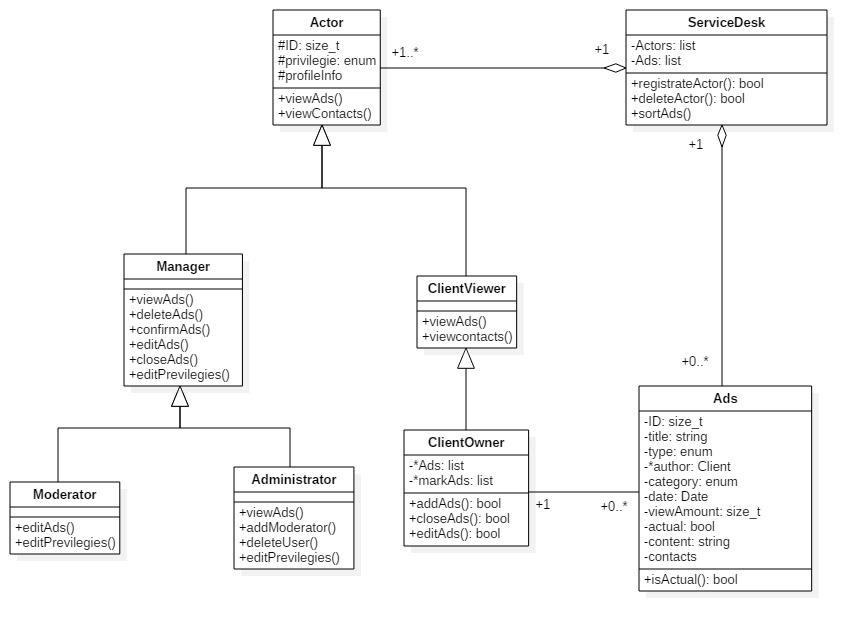 Actor
#ID: size_t
#privilegie: enum
#profileInfo
+viewAds()
+viewContacts()
+1..*
+1
ServiceDesk
-Actors: list
-Ads: list
+registrateActor(): bool
+deleteActor(): bool
+sortAds()
+1
Manager
+viewAds()
+deleteAds()
+confirmAds()
+editAds()
+closeAds()
+editPrevilegies()
ClientViewer
+viewAds()
+viewcontacts()
+0..*
Moderator
+editAds()
+editPrevilegies()
Administrator
+viewAds()
+addModerator()
+deleteUser()
+editPrevilegies()
ClientOwner
-*Ads: list
-*markAds: list
+addAds(): bool
+closeAds(): bool
+editAds(): bool
+1
+0..*
Ads
-ID: size_t
-title: string
-type: enum
-*author: Client
-category: enum
-date: Date
-viewAmount: size_t
-actual: bool
-content: string
-contacts
+isActual(): bool